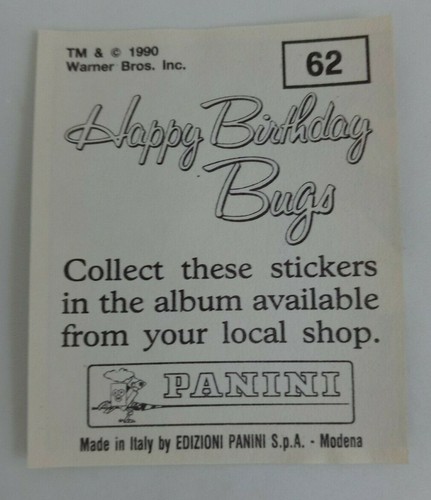 TM & © 1990
Warner Bros. Inc.
62
Happy Birthday
Bugs
Collect these stickers
in the album available
from your local shop.
PANINI
Made in Italy by EDIZIONI PANINI S.p.A. - Modena